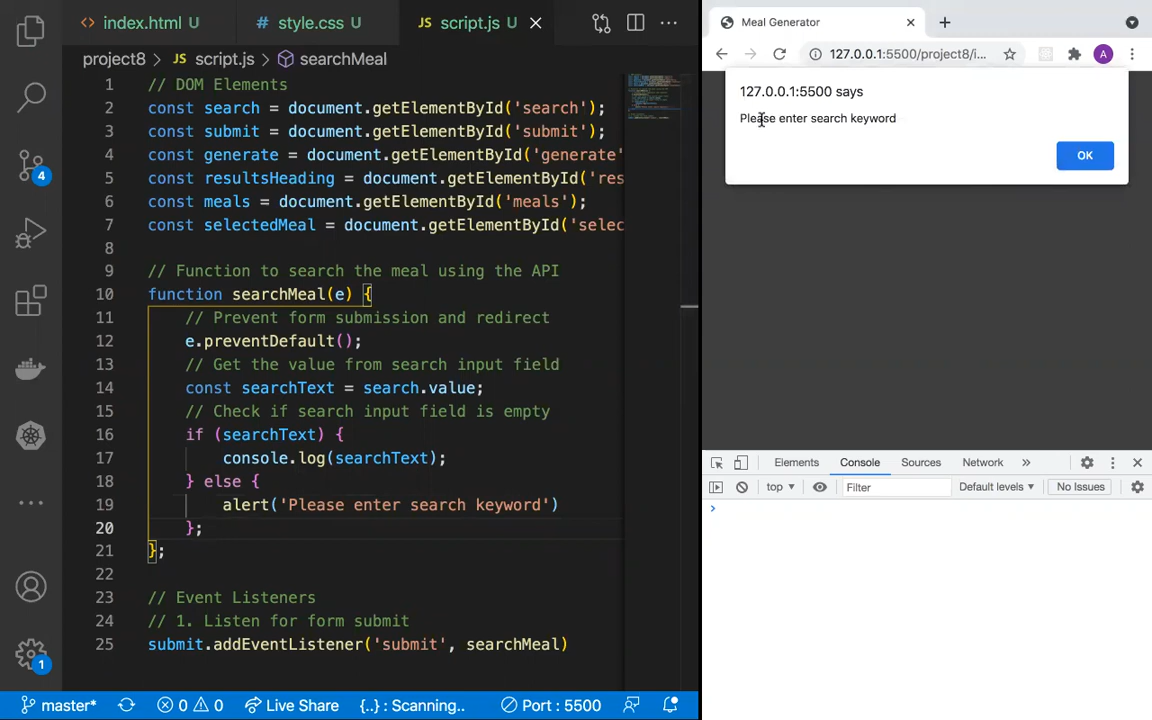 index.html U
# style.css U
JS script.js U
project8 > JS script.js > searchMeal
1 // DOM Elements
2 const search = document.getElementById('search');
3 const submit = document.getElementById('submit');
4 const generate = document.getElementById('generate'
5 const resultsHeading = document.getElementById('res
6 const meals = document.getElementById('meals');
7 const selectedMeal = document.getElementById('selec
8
9 // Function to search the meal using the API
10 function searchMeal(e) {
11 // Prevent form submission and redirect
12 e.preventDefault();
13 // Get the value from search input field
14 const searchText = search.value;
15 // Check if search input field is empty
16 if (searchText) {
17 console.log(searchText);
18 } else {
19 alert('Please enter search keyword')
20 };
21 };
22
23 // Event Listeners
24 // 1. Listen for form submit
25 submit.addEventListener('submit', searchMeal)
4
1
master*
0 0
Live Share
{..} : Scanning..
Port : 5500
Meal Generator
127.0.0.1:5500/project8/i...
A
127.0.0.1:5500 says
Please enter search keyword
OK
Elements Console Sources Network »
top Filter Default levels No Issues